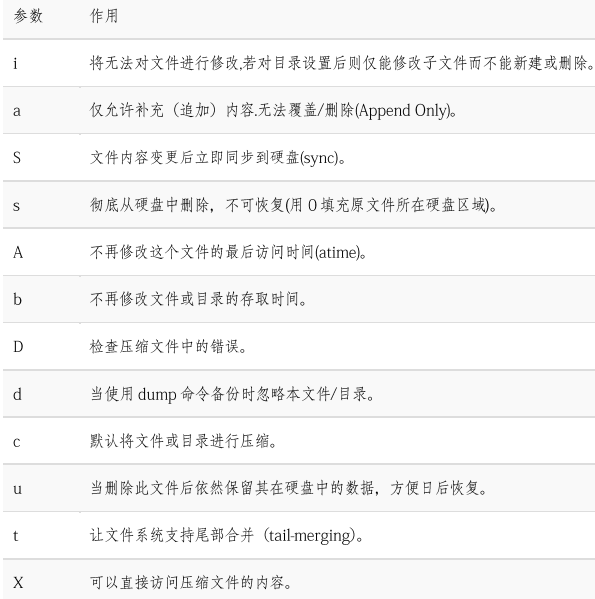 参数 作用
i 将无法对文件进行修改,若对目录设置后则仅能修改子文件而不能新建或删除。
a 仅允许补充（追加）内容.无法覆盖/删除(Append Only)。
S 文件内容变更后立即同步到硬盘(sync)。
s 彻底从硬盘中删除，不可恢复(用 0 填充原文件所在硬盘区域)。
A 不再修改这个文件的最后访问时间(atime)。
b 不再修改文件或目录的存取时间。
D 检查压缩文件中的错误。
d 当使用 dump 命令备份时忽略本文件/目录。
c 默认将文件或目录进行压缩。
u 当删除此文件后依然保留其在硬盘中的数据，方便日后恢复。
t 让文件系统支持尾部合并（tail-merging）。
X 可以直接访问压缩文件的内容。